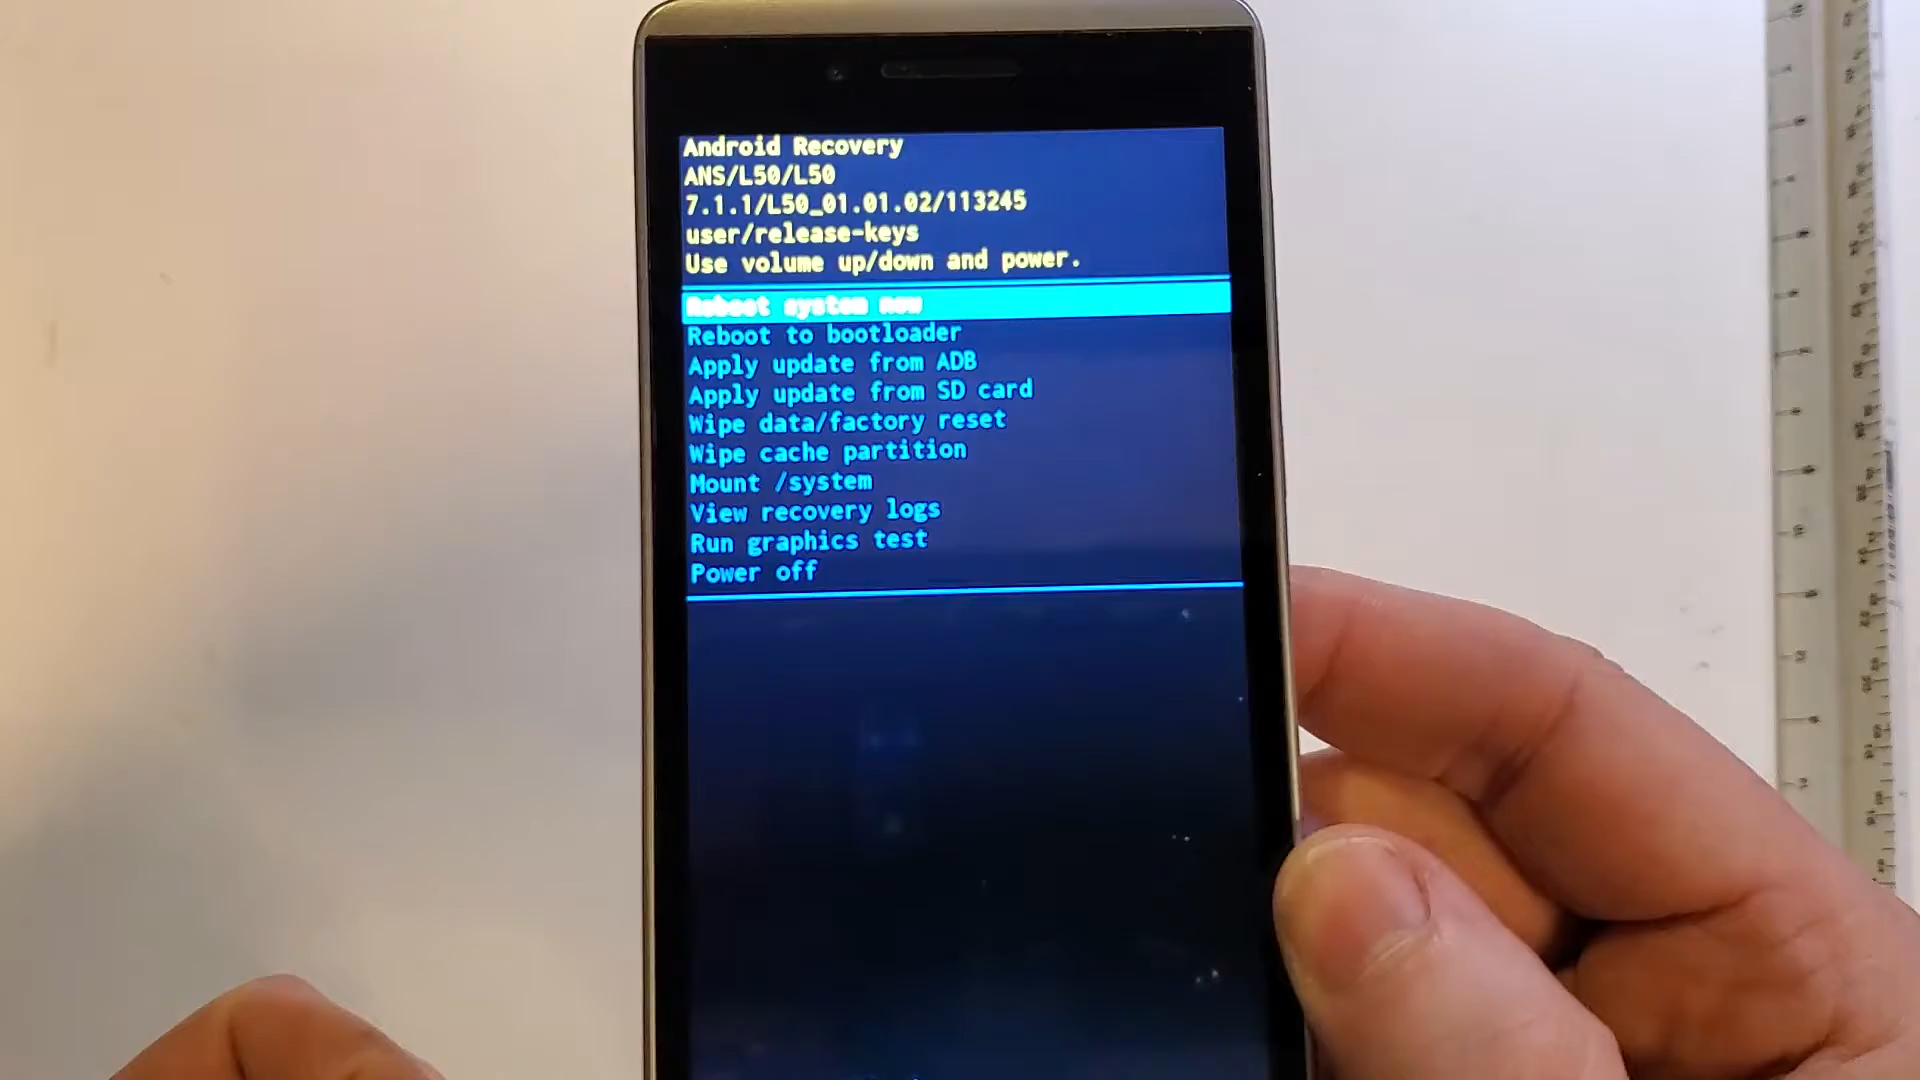 Android Recovery
ANS/L50/L50
7.1.1/L50_01.01.02/113245
user/release-keys
Use volume up/down and power.
Reboot system now
Reboot to bootloader
Apply update from ADB
Apply update from SD card
Wipe data/factory reset
Wipe cache partition
Mount /system
View recovery logs
Run graphics test
Power off